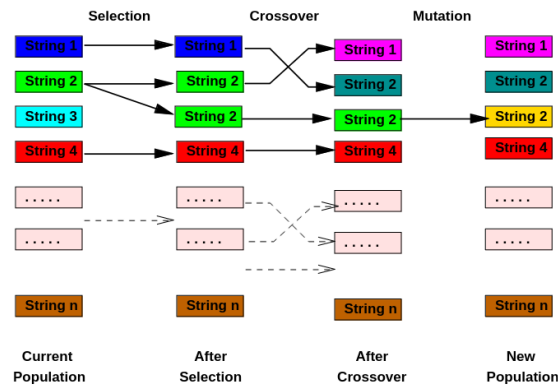 Selection Crossover Mutation
String 1 String 1 String 1 String 1
String 2 String 2 String 2 String 2
String 3 String 2 String 2 String 2
String 4 String 4 String 4 String 4
. . . . . . . . . . . . . . . . . . . .
. . . . . . . . . . . . . . . . . . . .
String n String n String n String n
Current After After New
Population Selection Crossover Population